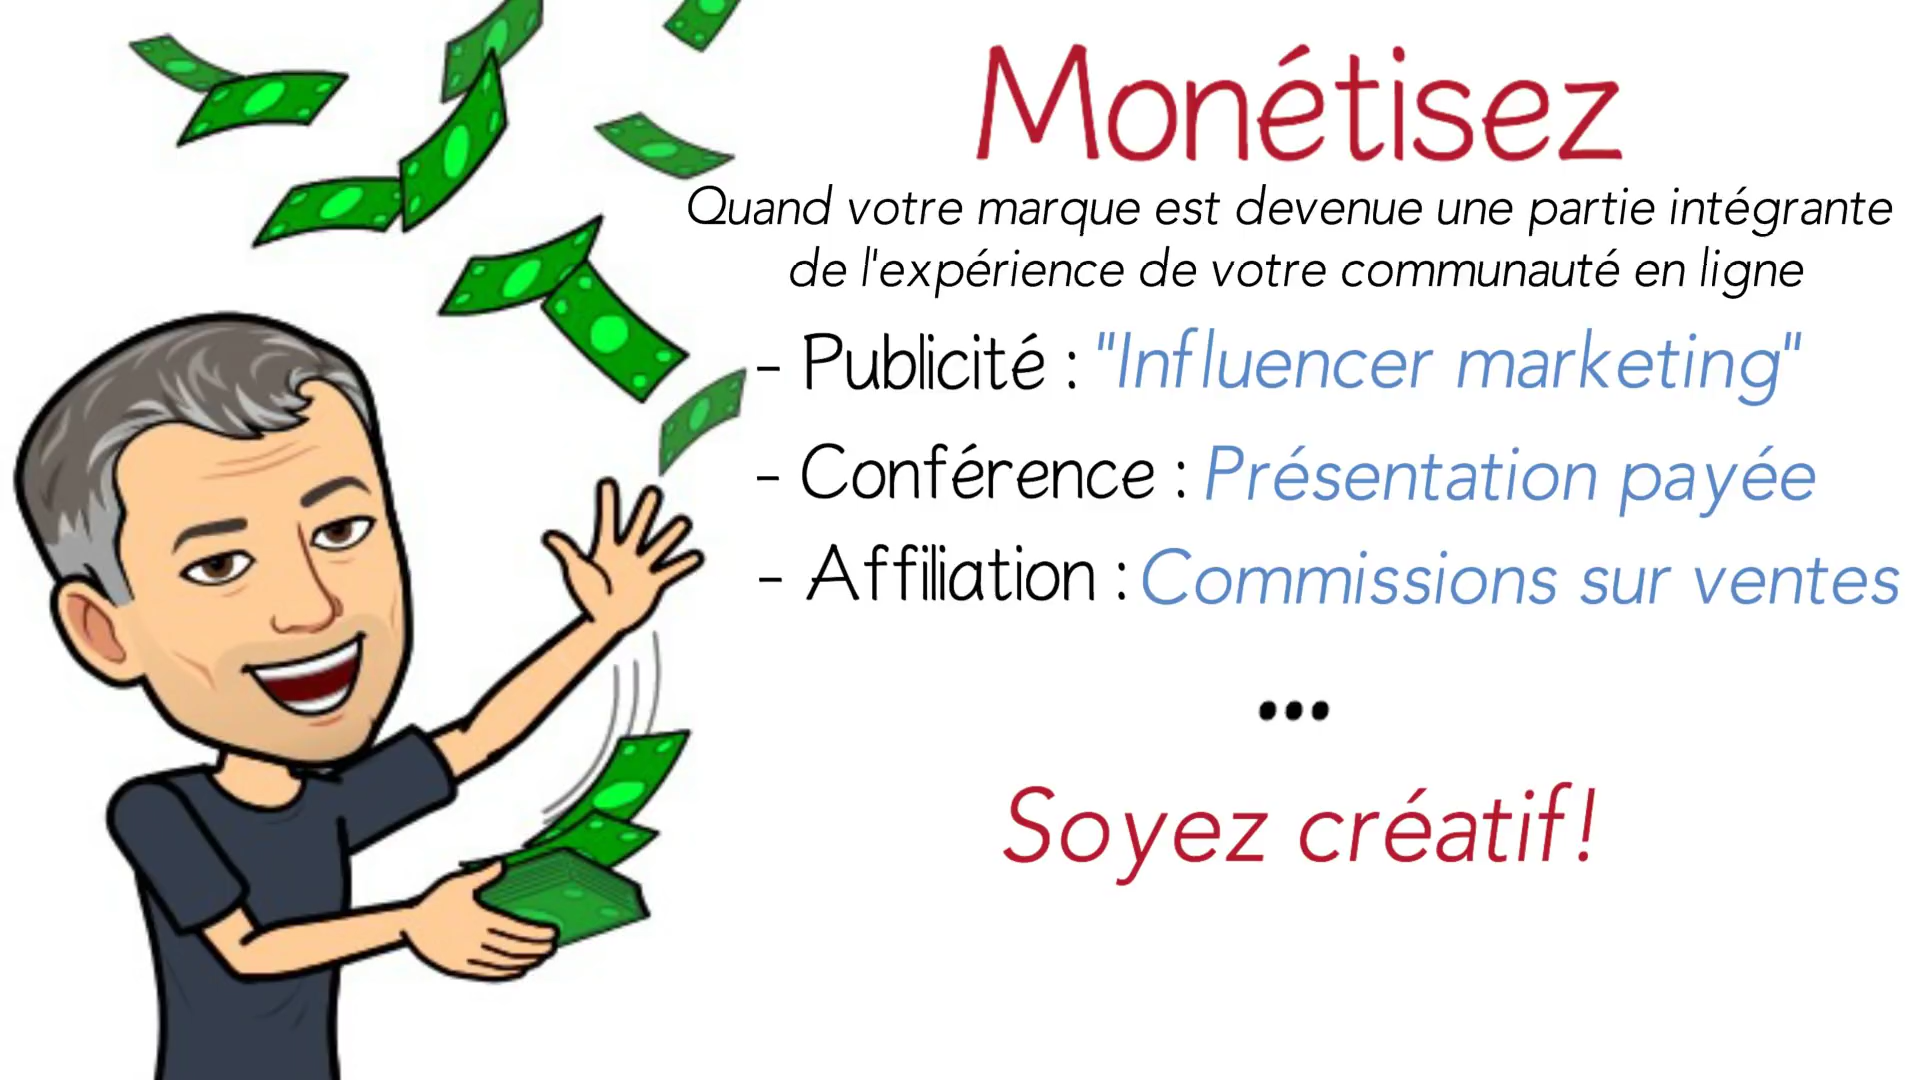 Monétisez
Quand votre marque est devenue une partie intégrante
de l'expérience de votre communauté en ligne
- Publicité : "Influencer marketing"
- Conférence : Présentation payée
- Affiliation : Commissions sur ventes
...
Soyez créatif!